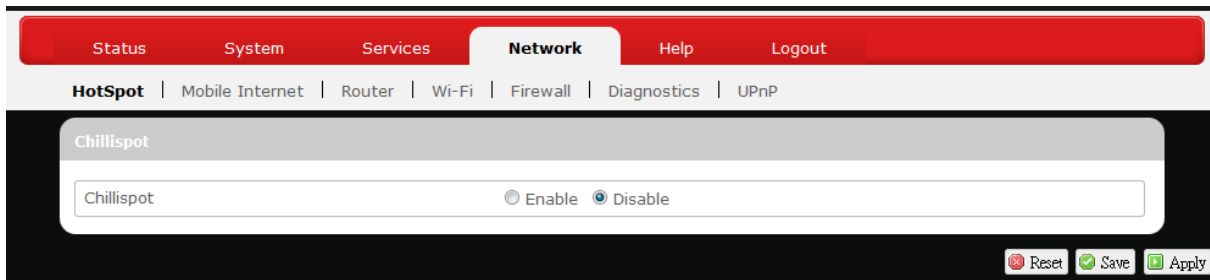 Status System Services Network Help Logout
HotSpot Mobile Internet Router Wi-Fi Firewall Diagnostics UPnP
Chillispot
Chillispot Enable Disable
Reset Save Apply